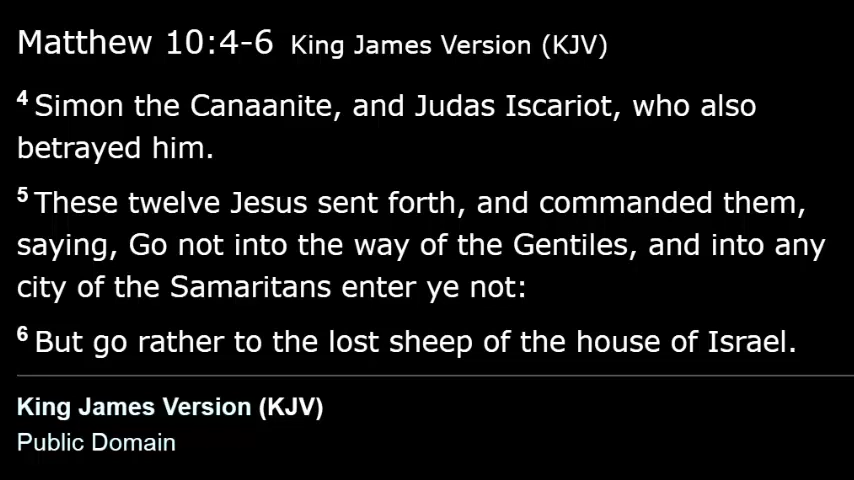 Matthew 10:4-6 King James Version (KJV)
4 Simon the Canaanite, and Judas Iscariot, who also
betrayed him.
5 These twelve Jesus sent forth, and commanded them,
saying, Go not into the way of the Gentiles, and into any
city of the Samaritans enter ye not:
6 But go rather to the lost sheep of the house of Israel.
King James Version (KJV)
Public Domain